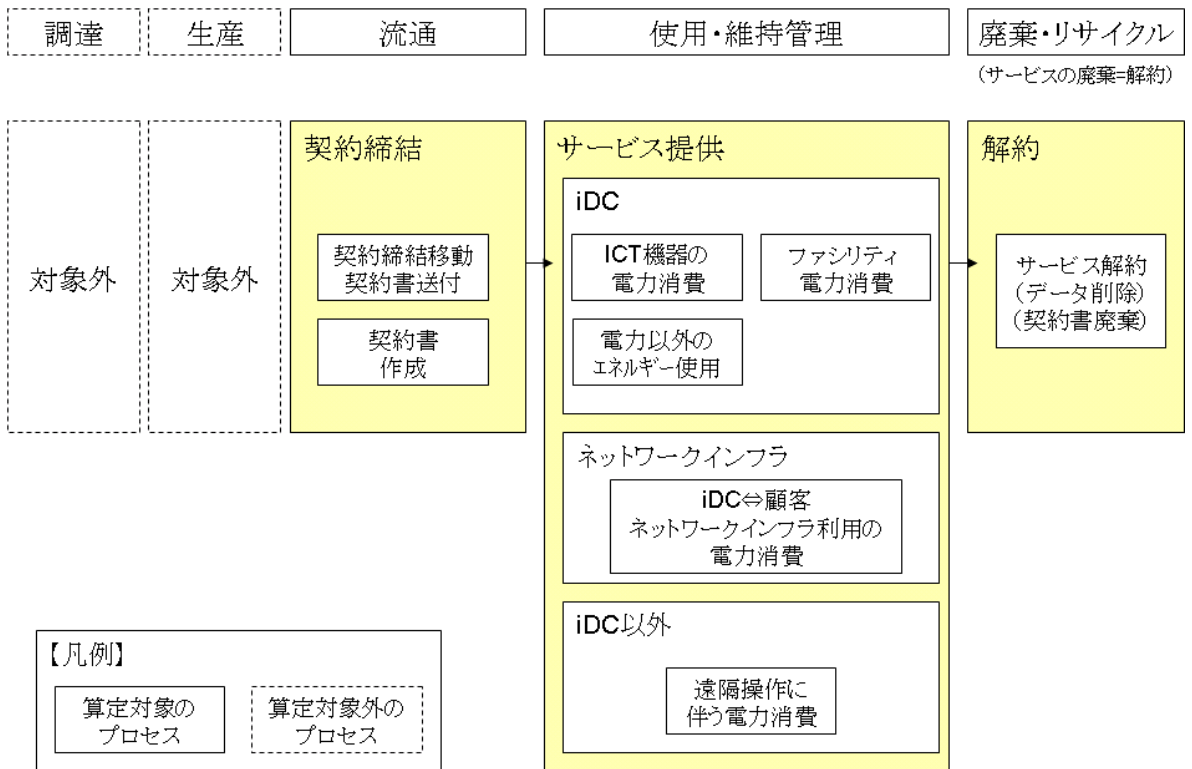 調達
生産
流通
使用・維持管理
廃棄・リサイクル
(サービスの廃棄=解約)
対象外
対象外
契約締結
契約締結移動
契約書送付
契約書
作成
サービス提供
iDC
ICT機器の
電力消費
ファシリティ
電力消費
電力以外の
エネルギー使用
ネットワークインフラ
iDC⇔顧客
ネットワークインフラ利用の
電力消費
iDC以外
遠隔操作に
伴う電力消費
解約
サービス解約
(データ削除)
(契約書廃棄)
【凡例】
算定対象の
プロセス
算定対象外の
プロセス